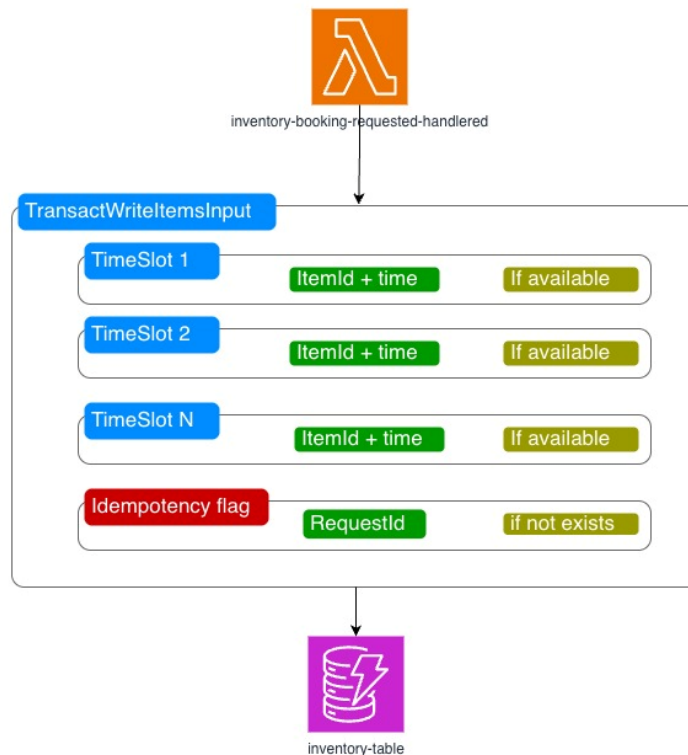 inventory-booking-requested-handlered
TransactWriteItemsInput
TimeSlot 1
ItemId + time
If available
TimeSlot 2
ItemId + time
If available
TimeSlot N
ItemId + time
If available
Idempotency flag
RequestId
if not exists
inventory-table